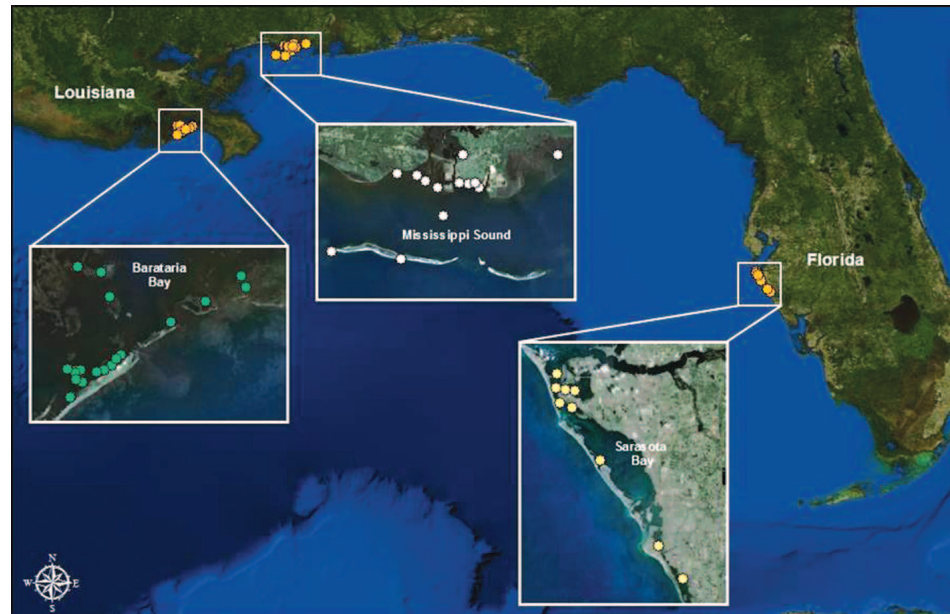 Louisiana
Mississippi Sound
Barataria
Bay
Florida
Sarasota
Bay
N
W E
S